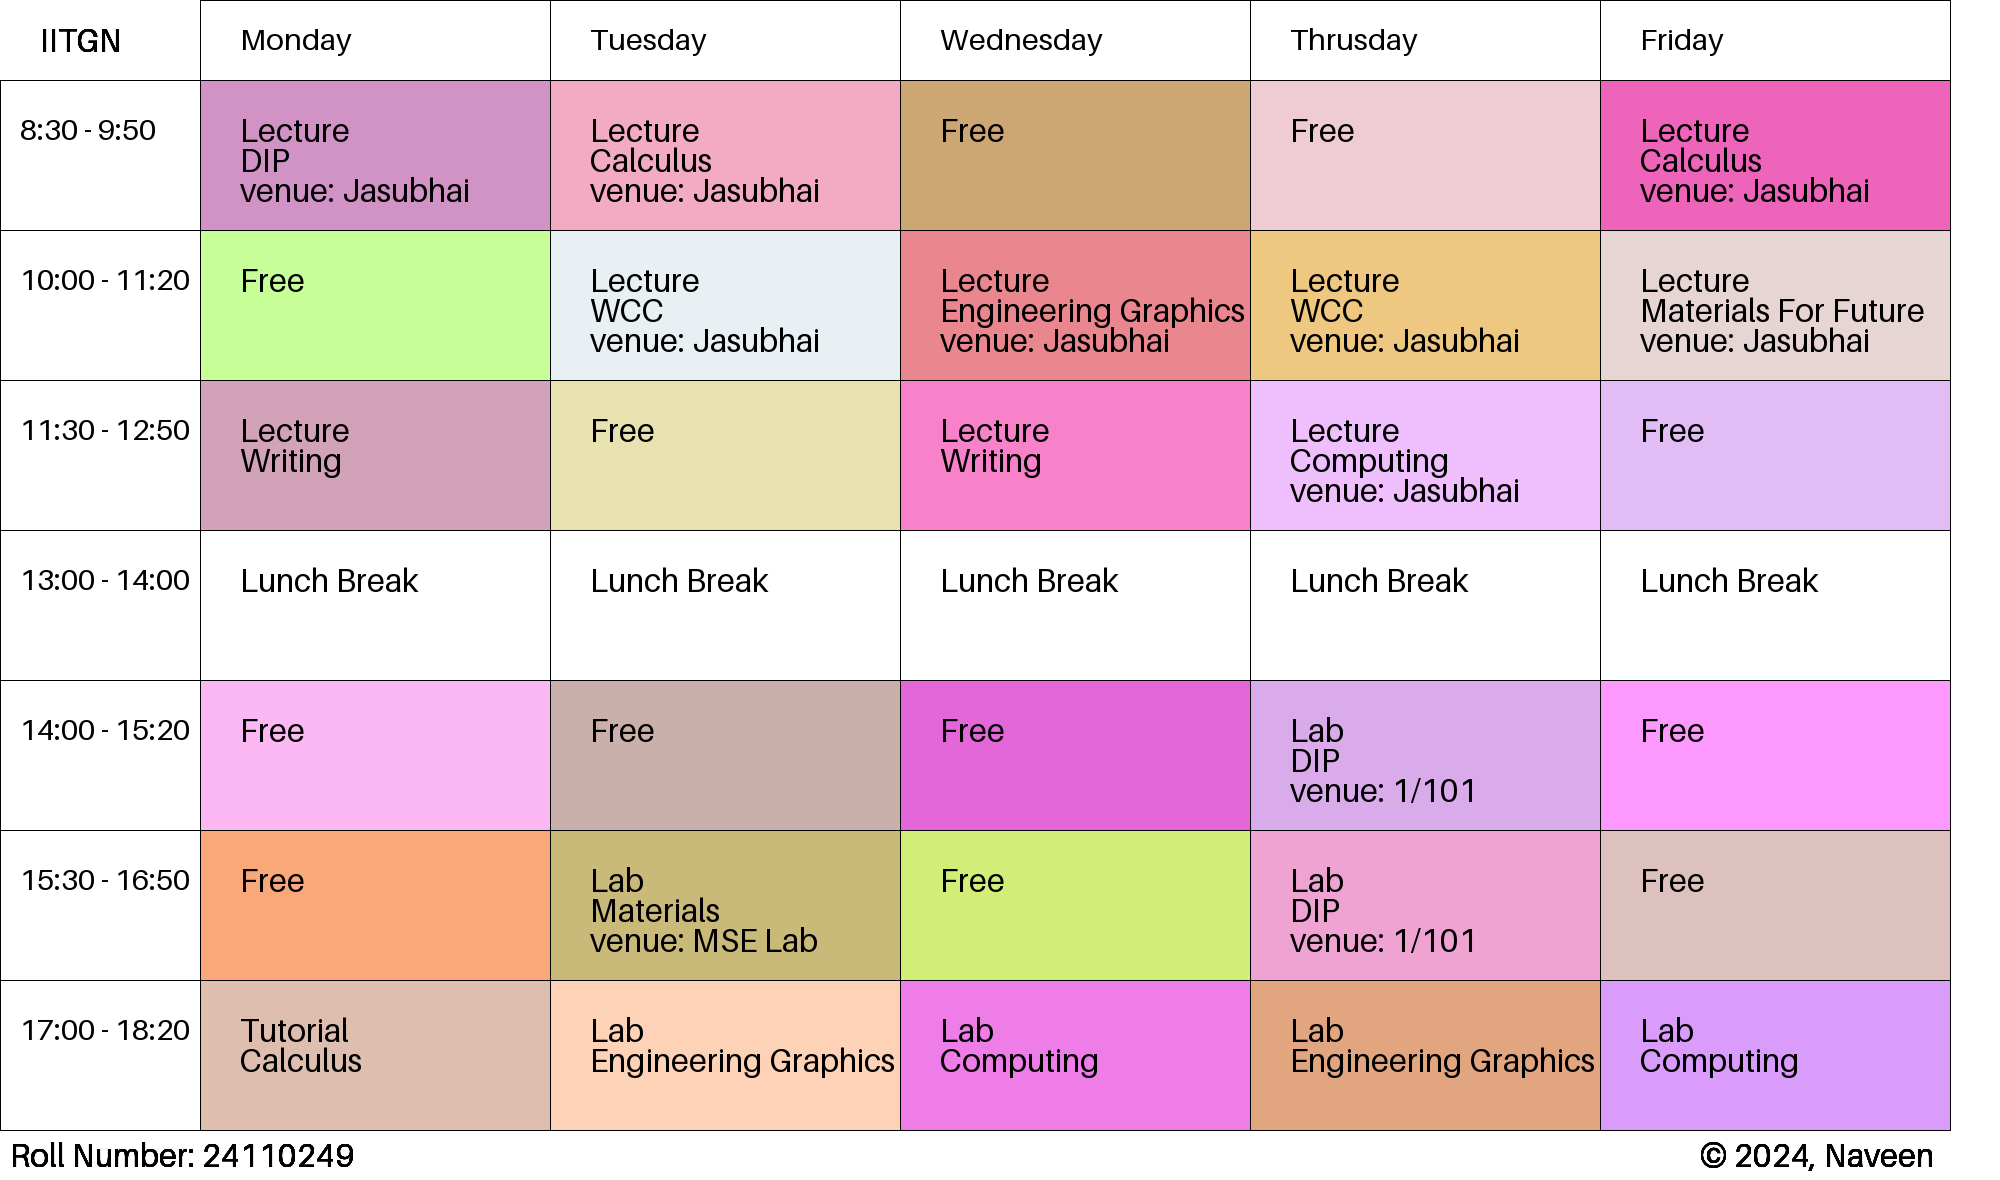 IITGN Monday Tuesday Wednesday Thrusday Friday
8:30 - 9:50
Lecture
DIP
venue: Jasubhai
Lecture
Calculus
venue: Jasubhai
Free
Free
Lecture
Calculus
venue: Jasubhai
10:00 - 11:20
Free
Lecture
WCC
venue: Jasubhai
Lecture
Engineering Graphics
venue: Jasubhai
Lecture
WCC
venue: Jasubhai
Lecture
Materials For Future
venue: Jasubhai
11:30 - 12:50
Lecture
Writing
Free
Lecture
Writing
Lecture
Computing
venue: Jasubhai
Free
13:00 - 14:00
Lunch Break
Lunch Break
Lunch Break
Lunch Break
Lunch Break
14:00 - 15:20
Free
Free
Free
Lab
DIP
venue: 1/101
Free
15:30 - 16:50
Free
Lab
Materials
venue: MSE Lab
Free
Lab
DIP
venue: 1/101
Free
17:00 - 18:20
Tutorial
Calculus
Lab
Engineering Graphics
Lab
Computing
Lab
Engineering Graphics
Lab
Computing
Roll Number: 24110249
© 2024, Naveen